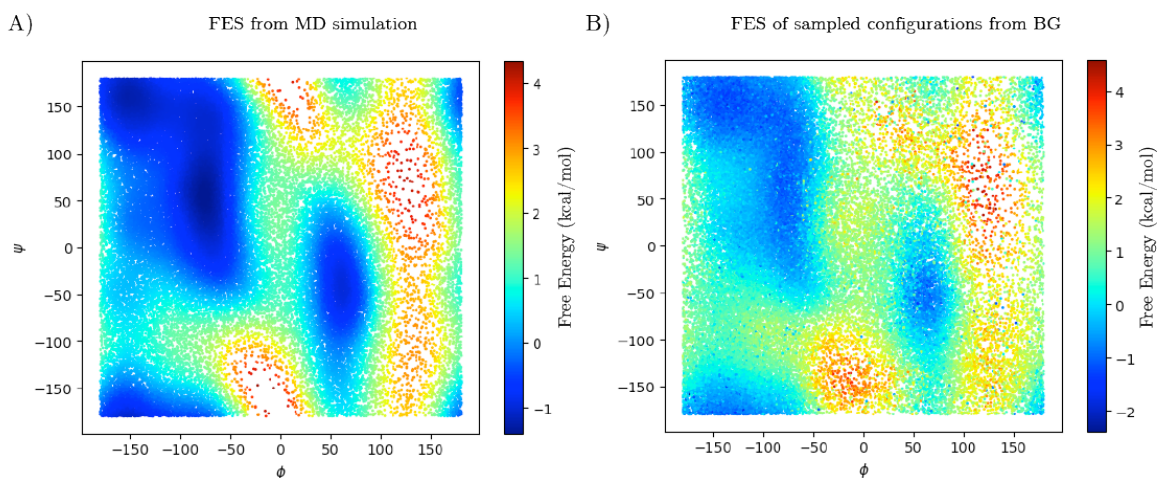 A)
FES from MD simulation
ψ
150
100
50
0
−50
−100
−150
−150 −100 −50 0 50 100 150
ϕ
4
3
2
1
0
−1
Free Energy (kcal/mol)
B)
FES of sampled configurations from BG
ψ
150
100
50
0
−50
−100
−150
−150 −100 −50 0 50 100 150
ϕ
4
3
2
1
0
−1
−2
Free Energy (kcal/mol)